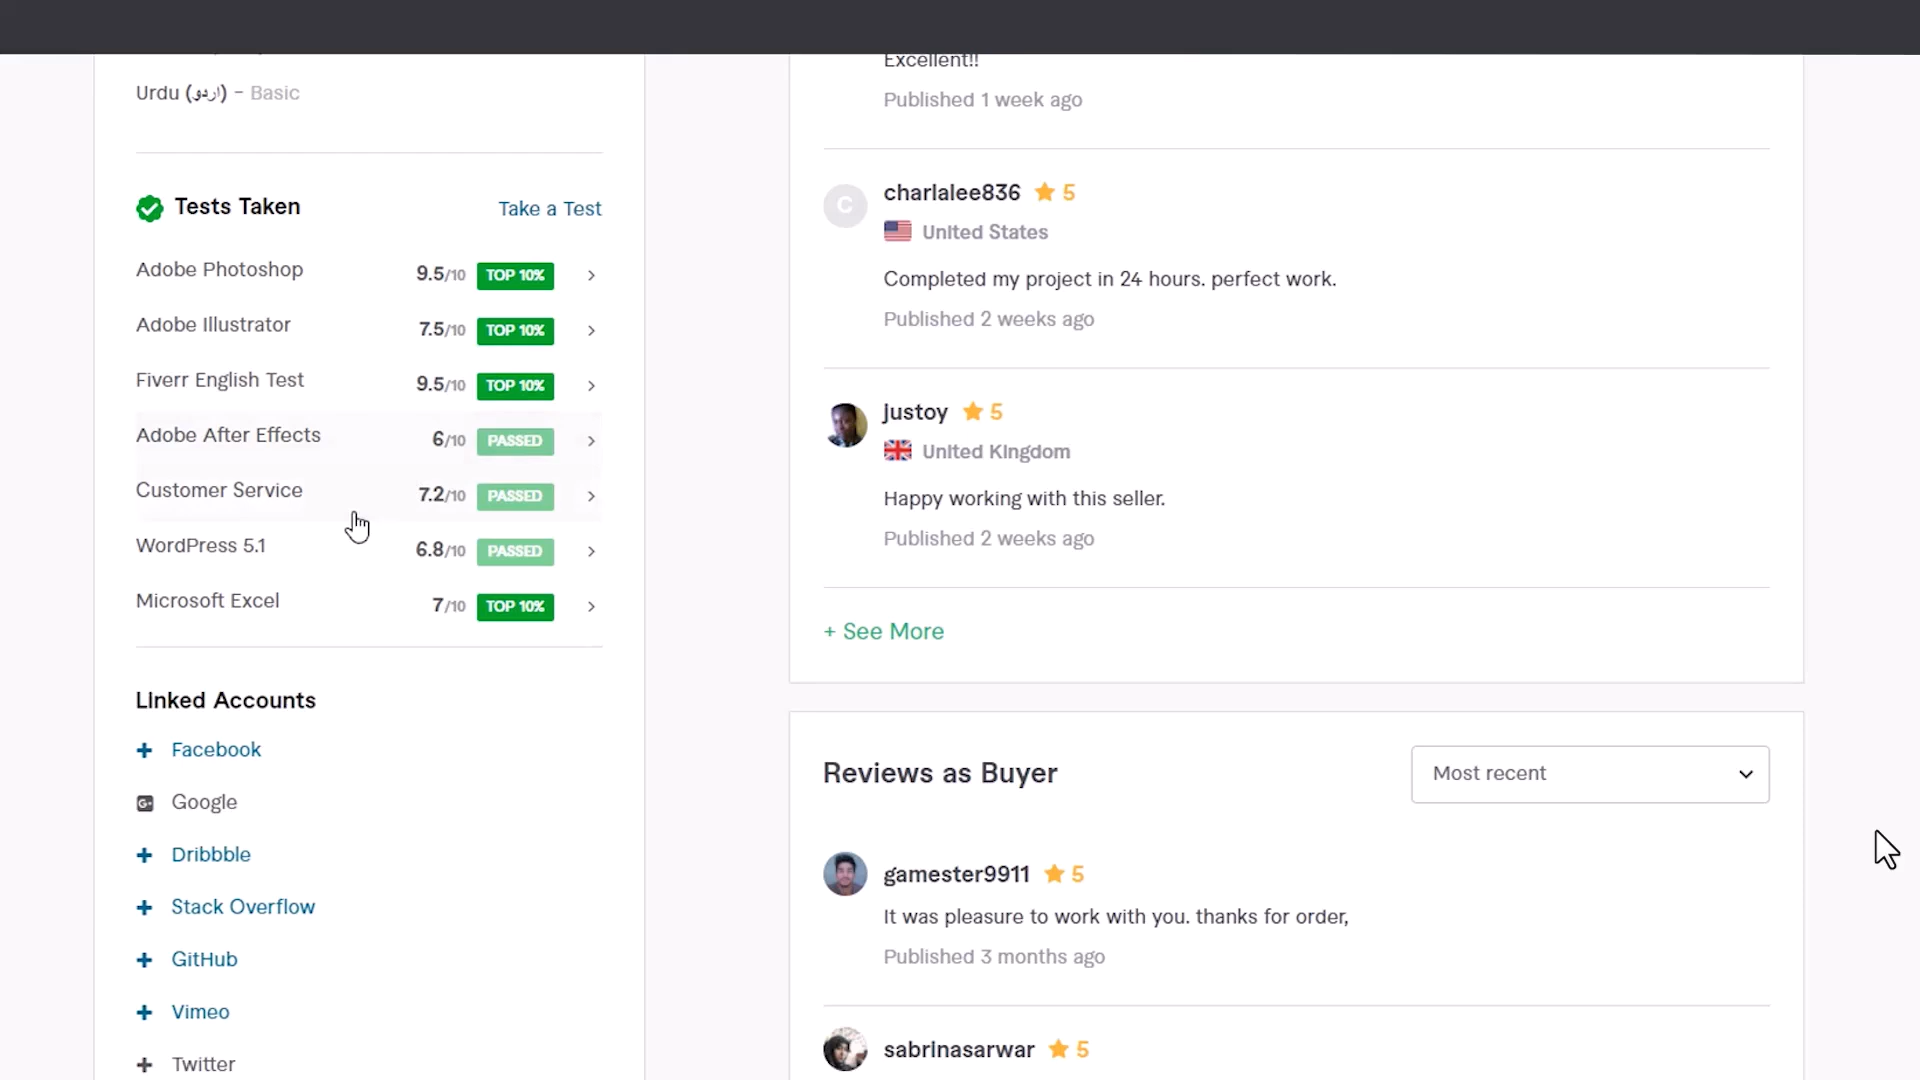 Urdu (اردو) – Basic
Tests Taken
Take a Test
Adobe Photoshop 9.5/10 TOP 10%
Adobe Illustrator 7.5/10 TOP 10%
Fiverr English Test 9.5/10 TOP 10%
Adobe After Effects 6/10 PASSED
Customer Service 7.2/10 PASSED
WordPress 5.1 6.8/10 PASSED
Microsoft Excel 7/10 TOP 10%
Linked Accounts
+ Facebook
G+ Google
+ Dribbble
+ Stack Overflow
+ GitHub
+ Vimeo
+ Twitter
Excellent!!
Published 1 week ago
C
charlalee836 5
United States
Completed my project in 24 hours. perfect work.
Published 2 weeks ago
justoy 5
United Kingdom
Happy working with this seller.
Published 2 weeks ago
+ See More
Reviews as Buyer
Most recent
gamester9911 5
It was pleasure to work with you. thanks for order,
Published 3 months ago
sabrinasarwar 5